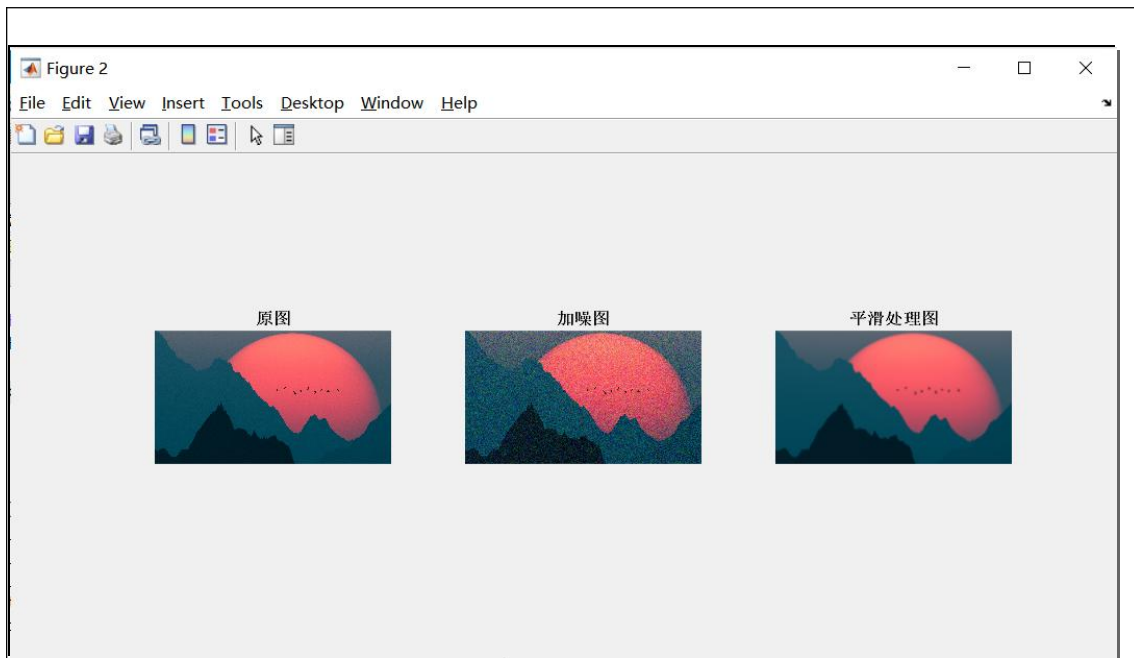 Figure 2
File Edit View Insert Tools Desktop Window Help
原图 加噪图 平滑处理图